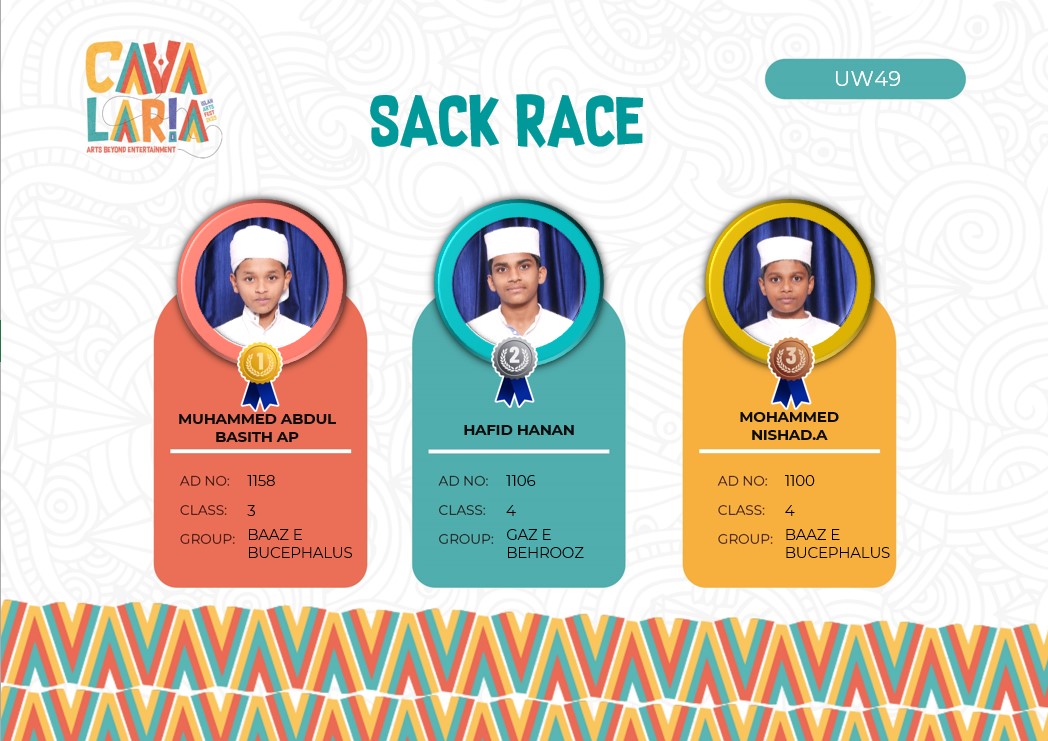 CAVA
LARIA
ARTS BEYOND ENTERTAINMENT
ARTS
FEST
UW49
SACK RACE
1
MUHAMMED ABDUL
BASITH AP
AD NO: 1158
CLASS: 3
GROUP: BAAZ E
BUCEPHALUS
2
HAFID HANAN
AD NO: 1106
CLASS: 4
GROUP: GAZ E
BEHROOZ
3
MOHAMMED
NISHAD.A
AD NO: 1100
CLASS: 4
GROUP: BAAZ E
BUCEPHALUS